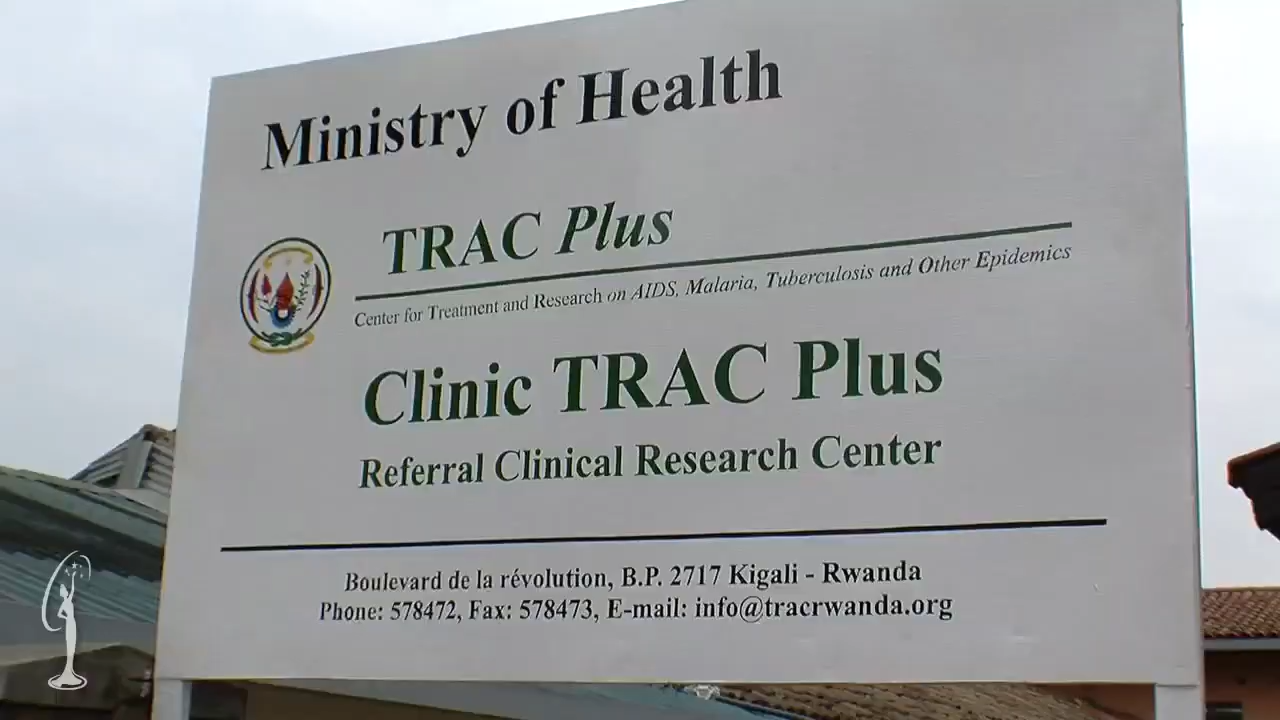 Ministry of Health
TRAC Plus
Center for Treatment and Research on AIDS, Malaria, Tuberculosis and Other Epidemics
Clinic TRAC Plus
Referral Clinical Research Center
Boulevard de la révolution, B.P. 2717 Kigali - Rwanda
Phone: 578472, Fax: 578473, E-mail: info@tracrwanda.org